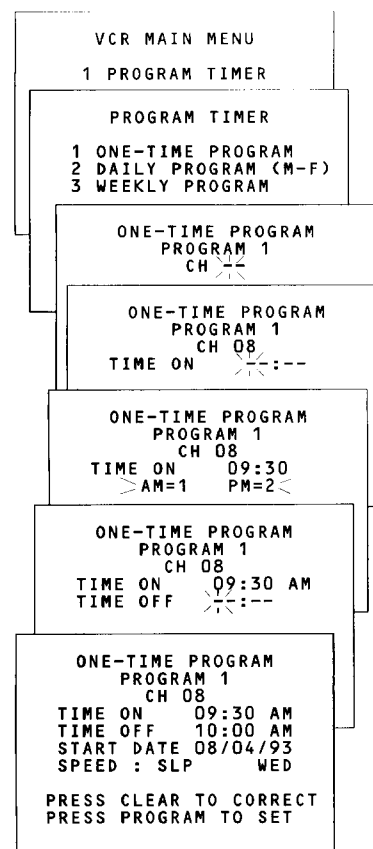 VCR MAIN MENU
1 PROGRAM TIMER
PROGRAM TIMER
1 ONE-TIME PROGRAM
2 DAILY PROGRAM (M-F)
3 WEEKLY PROGRAM
ONE-TIME PROGRAM
PROGRAM 1
CH --
ONE-TIME PROGRAM
PROGRAM 1
CH 08
TIME ON --:--
ONE-TIME PROGRAM
PROGRAM 1
CH 08
TIME ON 09:30
AM=1 PM=2
ONE-TIME PROGRAM
PROGRAM 1
CH 08
TIME ON 09:30 AM
TIME OFF --:--
ONE-TIME PROGRAM
PROGRAM 1
CH 08
TIME ON 09:30 AM
TIME OFF 10:00 AM
START DATE 08/04/93
SPEED : SLP WED
PRESS CLEAR TO CORRECT
PRESS PROGRAM TO SET